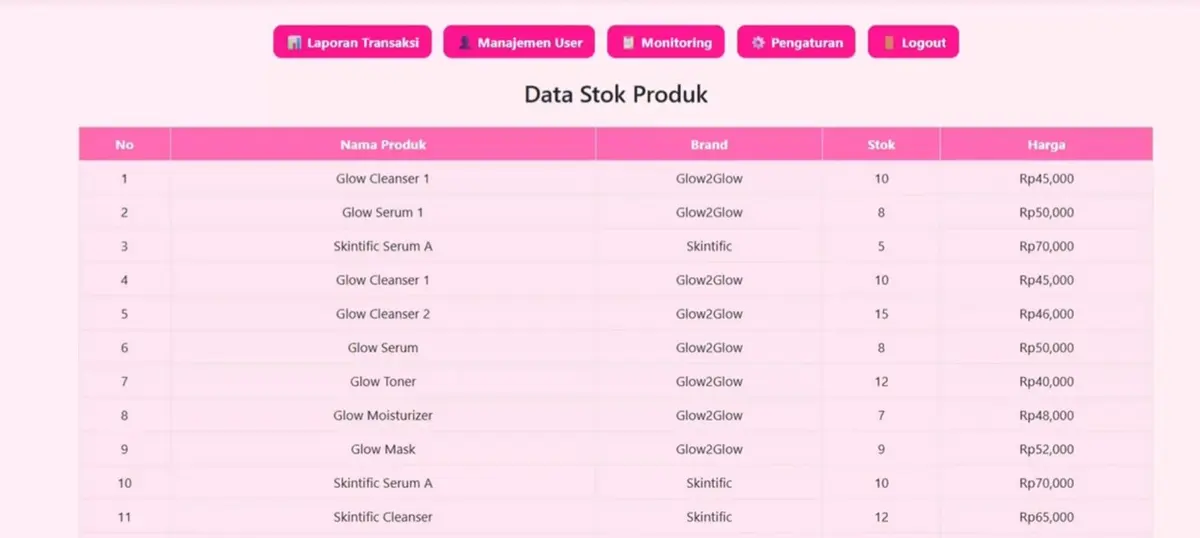 📊 Laporan Transaksi 👤 Manajemen User 📋 Monitoring ⚙️ Pengaturan 🚪 Logout
Data Stok Produk
No Nama Produk Brand Stok Harga
1 Glow Cleanser 1 Glow2Glow 10 Rp45,000
2 Glow Serum 1 Glow2Glow 8 Rp50,000
3 Skintific Serum A Skintific 5 Rp70,000
4 Glow Cleanser 1 Glow2Glow 10 Rp45,000
5 Glow Cleanser 2 Glow2Glow 15 Rp46,000
6 Glow Serum Glow2Glow 8 Rp50,000
7 Glow Toner Glow2Glow 12 Rp40,000
8 Glow Moisturizer Glow2Glow 7 Rp48,000
9 Glow Mask Glow2Glow 9 Rp52,000
10 Skintific Serum A Skintific 10 Rp70,000
11 Skintific Cleanser Skintific 12 Rp65,000